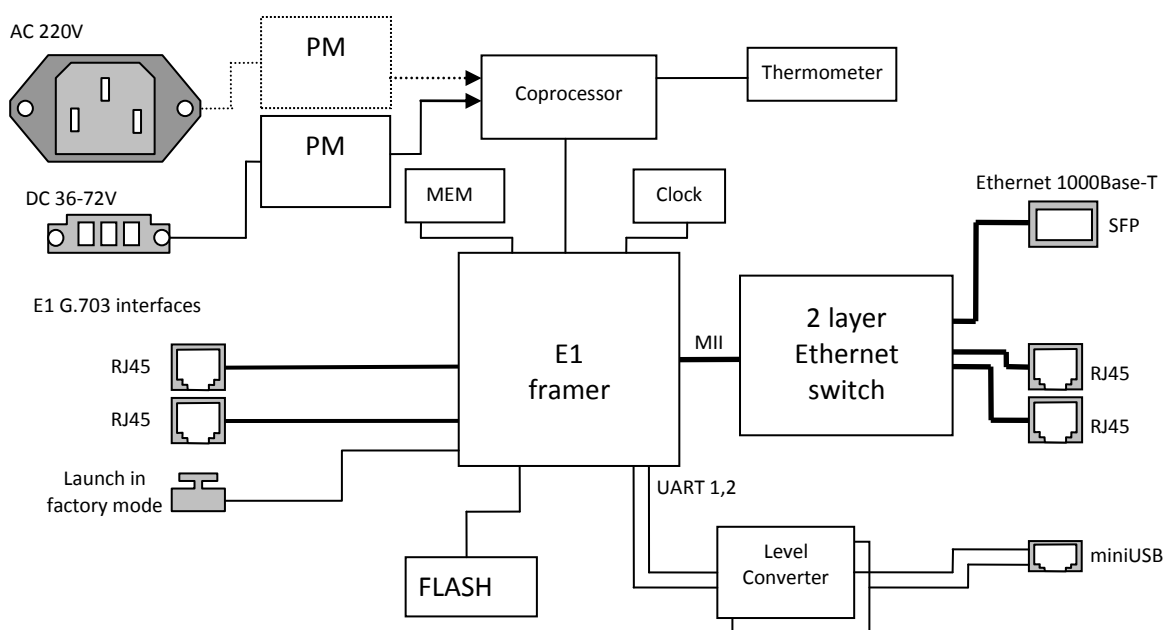 AC 220V
PM
Coprocessor
Thermometer
PM
DC 36-72V
MEM
Clock
Ethernet 1000Base-T
SFP
E1 G.703 interfaces
RJ45
RJ45
E1
framer
MII
2 layer
Ethernet
switch
RJ45
RJ45
Launch in
factory mode
UART 1,2
FLASH
Level
Converter
miniUSB